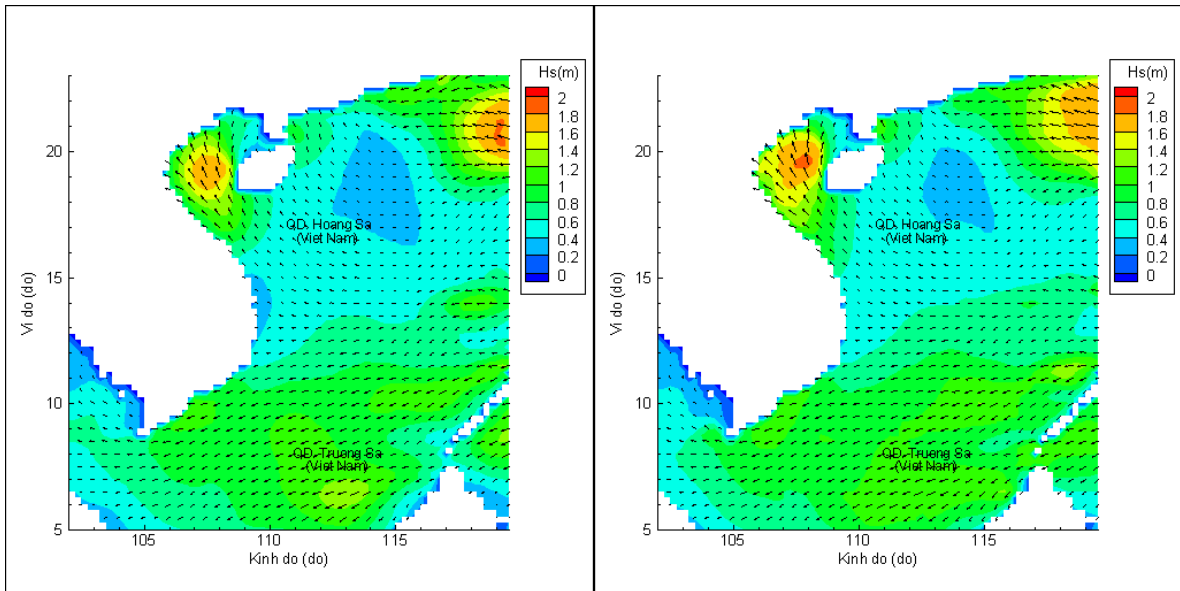 Hs(m)
2
1.8
1.6
1.4
1.2
1
0.8
0.6
0.4
0.2
0
20
15
10
5
Vi do (do)
QD. Hoang Sa
(Viet Nam)
QD. Truong Sa
(Viet Nam)
105
110
115
Kinh do (do)
Hs(m)
2
1.8
1.6
1.4
1.2
1
0.8
0.6
0.4
0.2
0
20
15
10
5
Vi do (do)
QD. Hoang Sa
(Viet Nam)
QD. Truong Sa
(Viet Nam)
105
110
115
Kinh do (do)